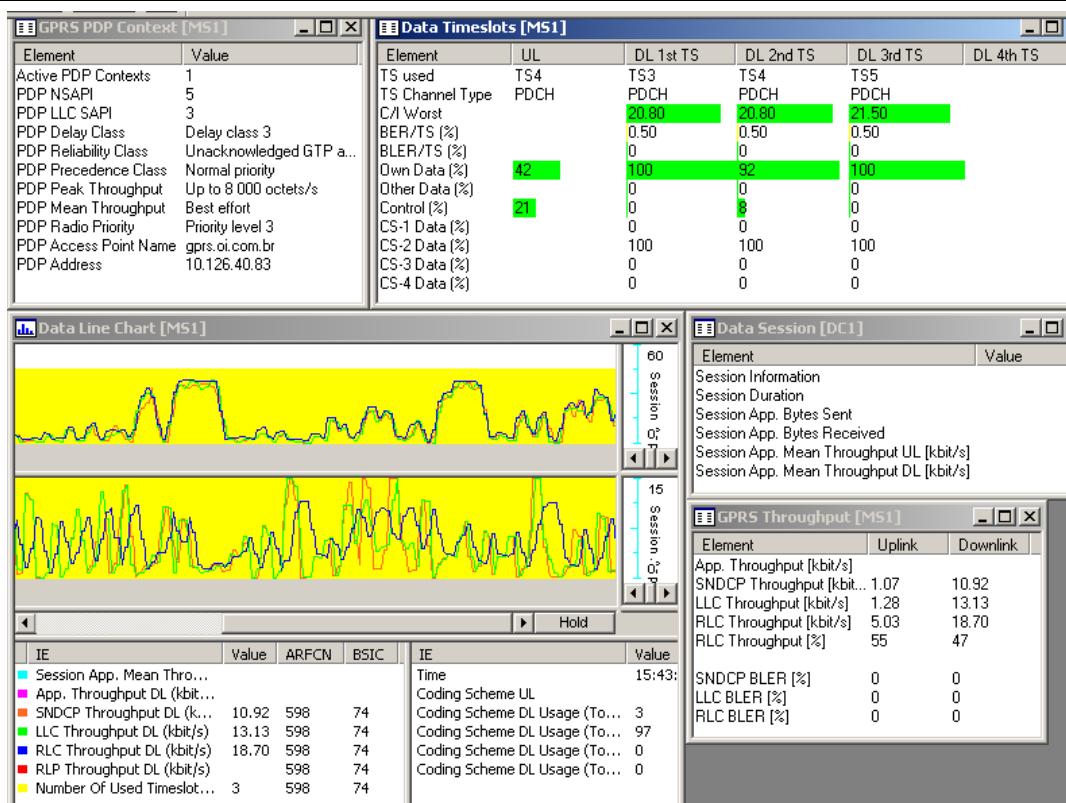 GPRS PDP Context [MS1]
Element Value
Active PDP Contexts 1
PDP NSAPI 5
PDP LLC SAPI 3
PDP Delay Class Delay class 3
PDP Reliability Class Unacknowledged GTP a...
PDP Precedence Class Normal priority
PDP Peak Throughput Up to 8 000 octets/s
PDP Mean Throughput Best effort
PDP Radio Priority Priority level 3
PDP Access Point Name gprs.oi.com.br
PDP Address 10.126.40.83
Data Timeslots [MS1]
Element UL DL 1st TS DL 2nd TS DL 3rd TS DL 4th TS
TS used TS4 TS3 TS4 TS5
TS Channel Type PDCH PDCH PDCH PDCH
C/I Worst 20.80 20.80 21.50
BER/TS (%) 0.50 0.50 0.50
BLER/TS (%) 0 0 0
Own Data (%) 42 100 92 100
Other Data (%) 0 0 0
Control (%) 21 0 8 0
CS-1 Data (%) 0 0 0
CS-2 Data (%) 100 100 100
CS-3 Data (%) 0 0 0
CS-4 Data (%) 0 0 0
Data Line Chart [MS1]
60
Session
15
Session
Hold
IE Value ARFCN BSIC
Session App. Mean Thro...
App. Throughput DL (kbit...
SNDCP Throughput DL (k... 10.92 598 74
LLC Throughput DL (kbit/s) 13.13 598 74
RLC Throughput DL (kbit/s) 18.70 598 74
RLP Throughput DL (kbit/s) 598 74
Number Of Used Timeslot... 3 598 74
IE Value
Time 15:43:
Coding Scheme UL
Coding Scheme DL Usage (To... 3
Coding Scheme DL Usage (To... 97
Coding Scheme DL Usage (To... 0
Coding Scheme DL Usage (To... 0
Data Session [DC1]
Element Value
Session Information
Session Duration
Session App. Bytes Sent
Session App. Bytes Received
Session App. Mean Throughput UL [kbit/s]
Session App. Mean Throughput DL [kbit/s]
GPRS Throughput [MS1]
Element Uplink Downlink
App. Throughput [kbit/s]
SNDCP Throughput [kbit... 1.07 10.92
LLC Throughput [kbit/s] 1.28 13.13
RLC Throughput [kbit/s] 5.03 18.70
RLC Throughput [%] 55 47
SNDCP BLER [%] 0 0
LLC BLER [%] 0 0
RLC BLER [%] 0 0